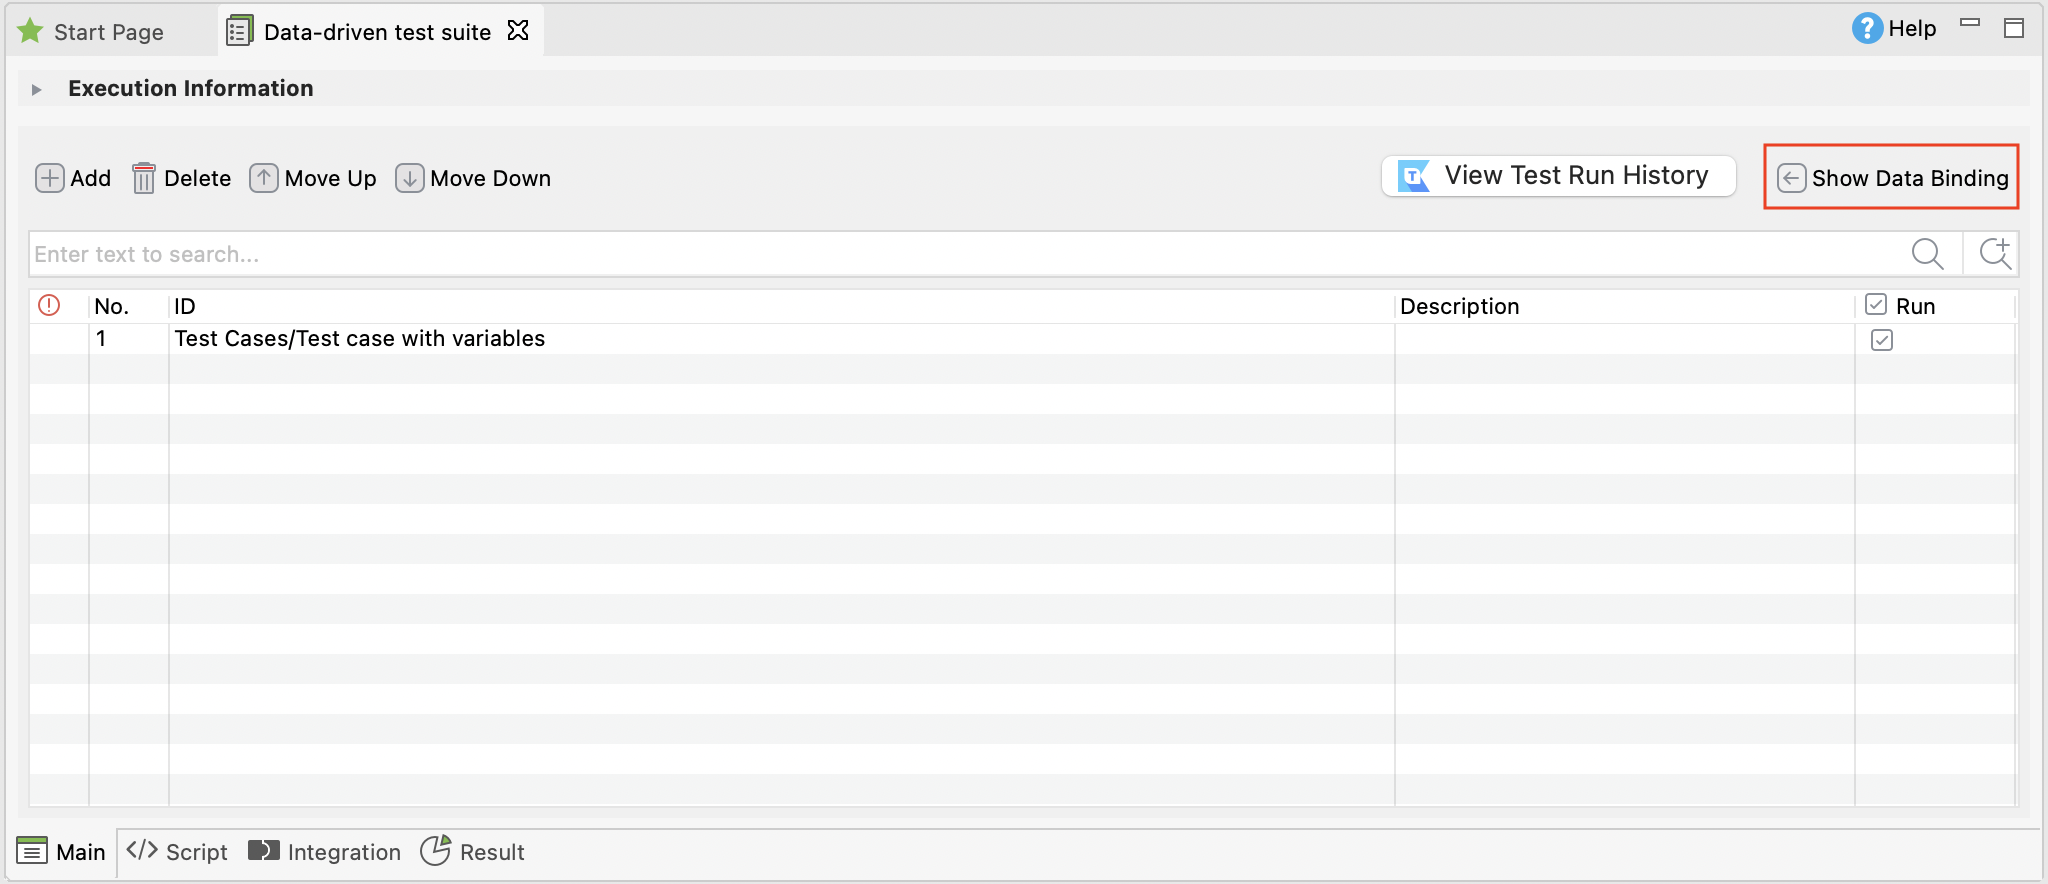 Start Page Data-driven test suite Help
Execution Information
Add Delete Move Up Move Down View Test Run History Show Data Binding
Enter text to search...
No. ID Description Run
1 Test Cases/Test case with variables
Main Script Integration Result